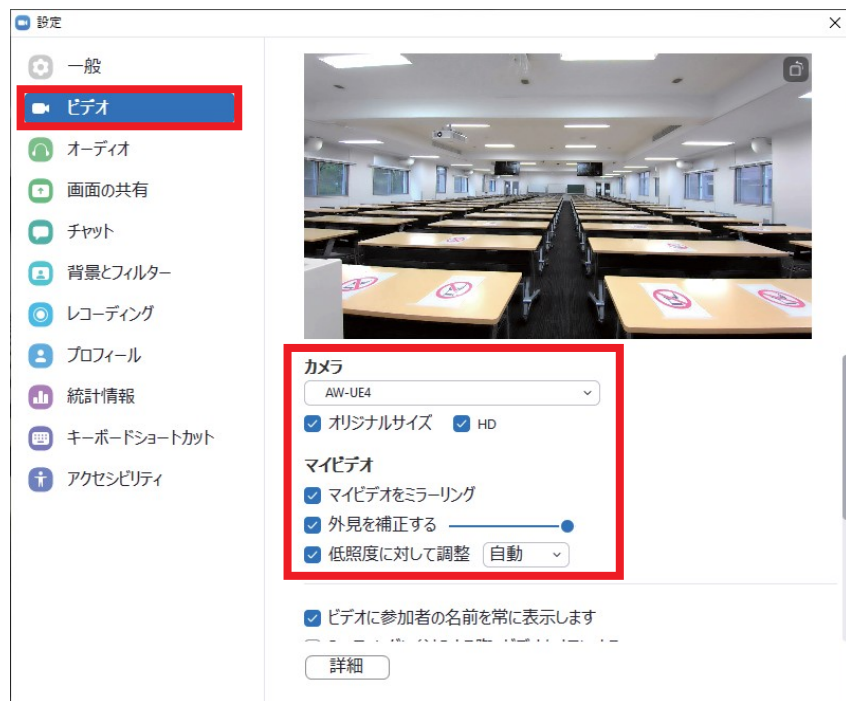 設定
一般
ビデオ
オーディオ
画面の共有
チャット
背景とフィルター
レコーディング
プロフィール
統計情報
キーボードショートカット
アクセシビリティ
カメラ
AW-UE4
オリジナルサイズ HD
マイビデオ
マイビデオをミラーリング
外見を補正する
低照度に対して調整 自動
ビデオに参加者の名前を常に表示します
詳細